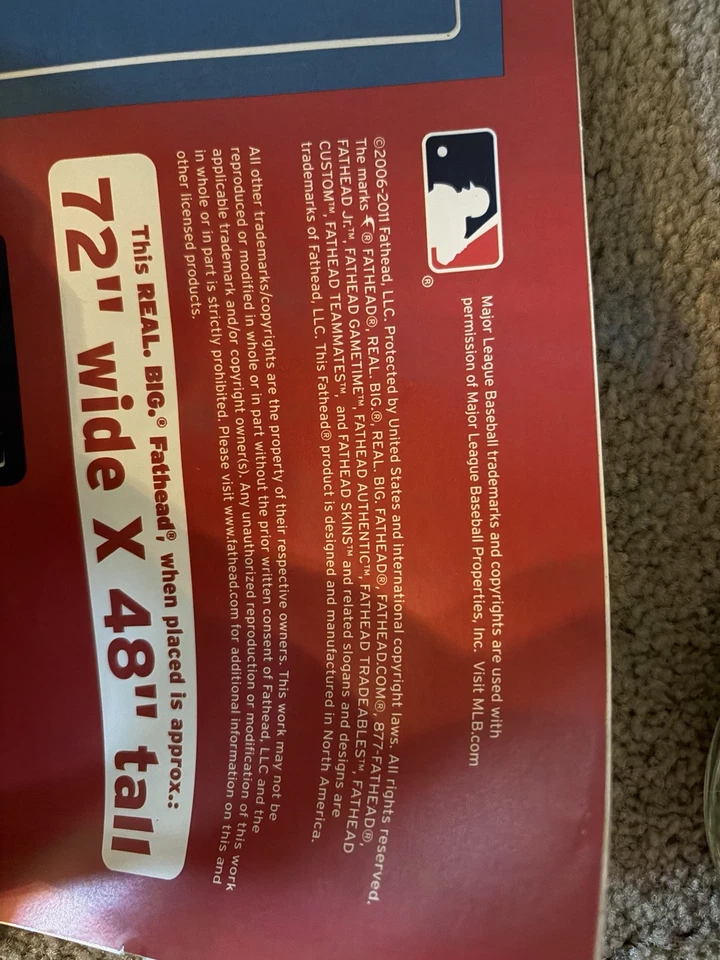 Major League Baseball trademarks and copyrights are used with
permission of Major League Baseball Properties, Inc. Visit MLB.com
®
©2006-2011 Fathead, LLC. Protected by United States and international copyright laws. All rights reserved.
The marks ® FATHEAD®, REAL. BIG.®, REAL. BIG. FATHEAD®, FATHEAD.COM®, 877-FATHEAD®,
FATHEAD Jr.™, FATHEAD GAMETIME™, FATHEAD AUTHENTIC™, FATHEAD TRADEABLES™, FATHEAD
CUSTOM™, FATHEAD TEAMMATES™, and FATHEAD SKINS™ and related slogans and designs are
trademarks of Fathead, LLC. This Fathead® product is designed and manufactured in North America.
All other trademarks/copyrights are the property of their respective owners. This work may not be
reproduced or modified in whole or in part without the prior written consent of Fathead, LLC and the
applicable trademark and/or copyright owner(s). Any unauthorized reproduction or modification of this work
in whole or in part is strictly prohibited. Please visit www.fathead.com for additional information on this and
other licensed products.
This REAL. BIG.® Fathead®, when placed is approx.:
72" wide X 48" tall